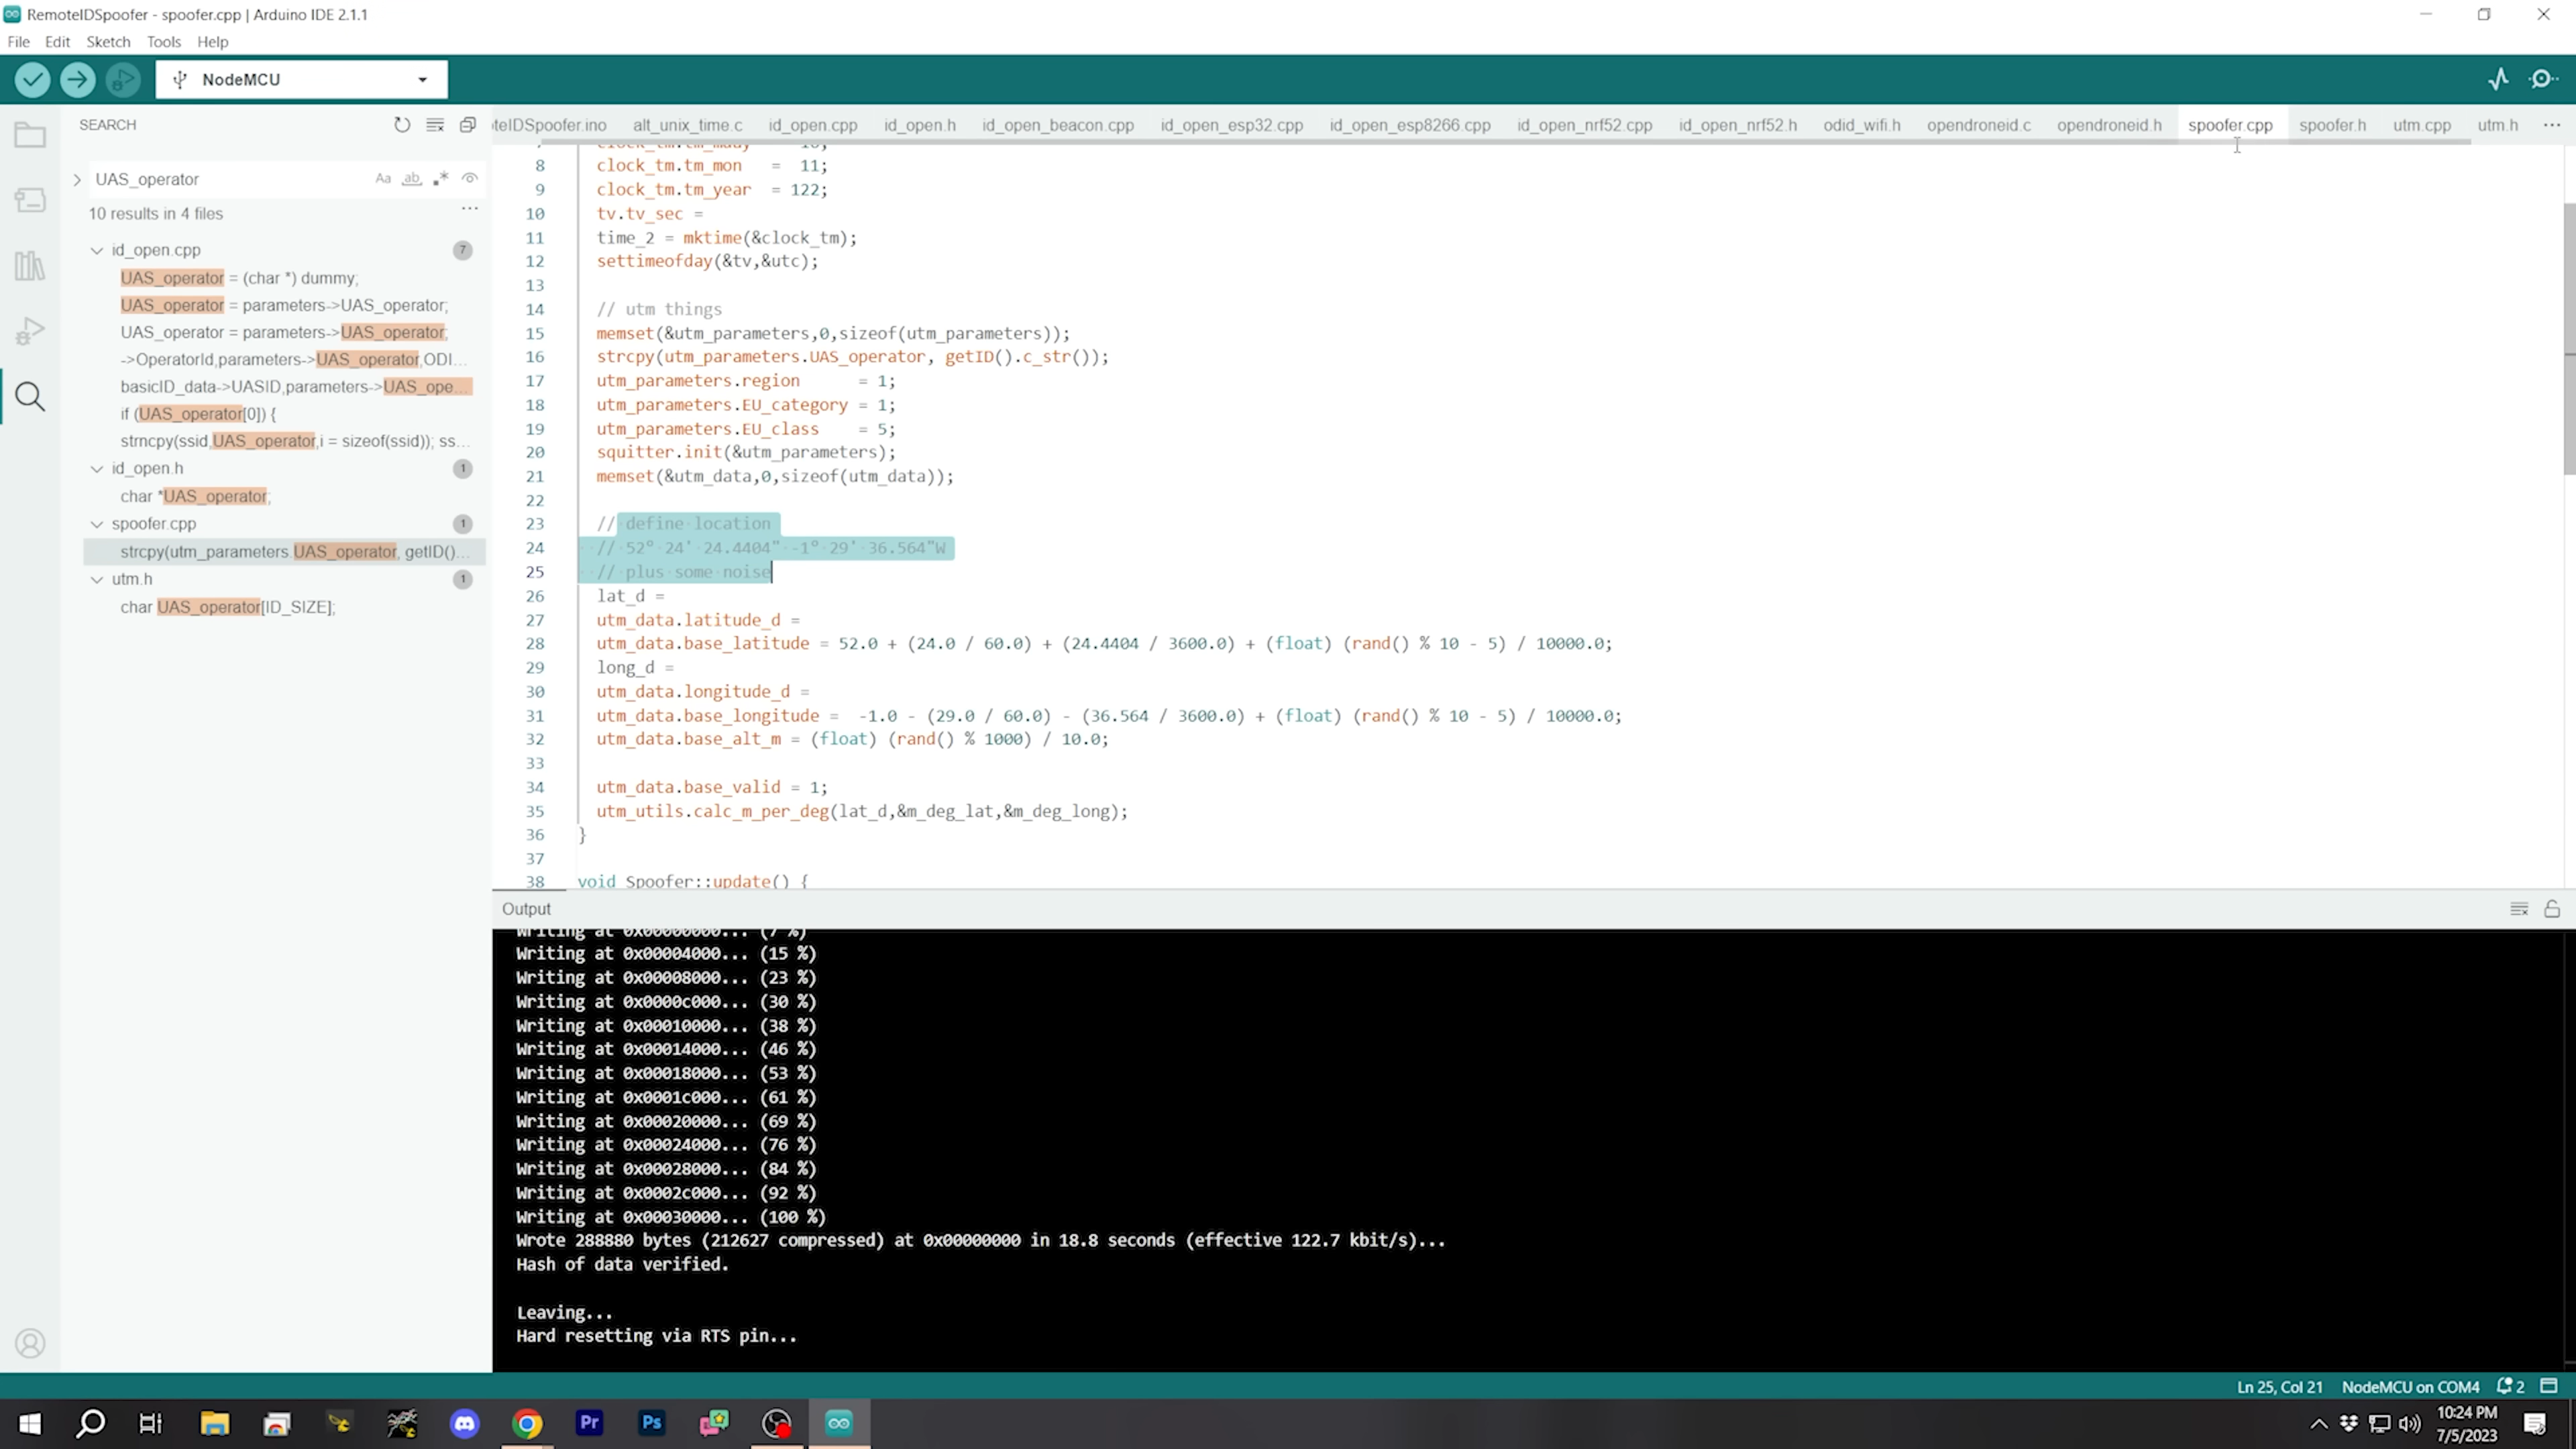 RemoteIDSpoofer - spoofer.cpp | Arduino IDE 2.1.1
File Edit Sketch Tools Help
NodeMCU
SEARCH
UAS_operator
Aa ab
10 results in 4 files
id_open.cpp 7
UAS_operator = (char *) dummy;
UAS_operator = parameters->UAS_operator;
UAS_operator = parameters->UAS_operator;
->OperatorId,parameters->UAS_operator,ODI...
basicID_data->UASID,parameters->UAS_ope...
if (UAS_operator[0]) {
strncpy(ssid,UAS_operator,i = sizeof(ssid)); ss...
id_open.h 1
char *UAS_operator;
spoofer.cpp 1
strcpy(utm_parameters.UAS_operator, getID()...
utm.h 1
char UAS_operator[ID_SIZE];
teIDSpoofer.ino alt_unix_time.c id_open.cpp id_open.h id_open_beacon.cpp id_open_esp32.cpp id_open_esp8266.cpp id_open_nrf52.cpp id_open_nrf52.h odid_wifi.h opendroneid.c opendroneid.h spoofer.cpp spoofer.h utm.cpp utm.h ...
8 clock_tm.tm_mon = 11;
9 clock_tm.tm_year = 122;
10 tv.tv_sec =
11 time_2 = mktime(&clock_tm);
12 settimeofday(&tv,&utc);
13
14 // utm things
15 memset(&utm_parameters,0,sizeof(utm_parameters));
16 strcpy(utm_parameters.UAS_operator, getID().c_str());
17 utm_parameters.region = 1;
18 utm_parameters.EU_category = 1;
19 utm_parameters.EU_class = 5;
20 squitter.init(&utm_parameters);
21 memset(&utm_data,0,sizeof(utm_data));
22
23 // define location
24 // 52° 24' 24.4404" -1° 29' 36.564"W
25 // plus some noise
26 lat_d =
27 utm_data.latitude_d =
28 utm_data.base_latitude = 52.0 + (24.0 / 60.0) + (24.4404 / 3600.0) + (float) (rand() % 10 - 5) / 10000.0;
29 long_d =
30 utm_data.longitude_d =
31 utm_data.base_longitude = -1.0 - (29.0 / 60.0) - (36.564 / 3600.0) + (float) (rand() % 10 - 5) / 10000.0;
32 utm_data.base_alt_m = (float) (rand() % 1000) / 10.0;
33
34 utm_data.base_valid = 1;
35 utm_utils.calc_m_per_deg(lat_d,&m_deg_lat,&m_deg_long);
36 }
37
38 void Spoofer::update() {
Output
Writing at 0x00000000... (7 %)
Writing at 0x00004000... (15 %)
Writing at 0x00008000... (23 %)
Writing at 0x0000c000... (30 %)
Writing at 0x00010000... (38 %)
Writing at 0x00014000... (46 %)
Writing at 0x00018000... (53 %)
Writing at 0x0001c000... (61 %)
Writing at 0x00020000... (69 %)
Writing at 0x00024000... (76 %)
Writing at 0x00028000... (84 %)
Writing at 0x0002c000... (92 %)
Writing at 0x00030000... (100 %)
Wrote 288880 bytes (212627 compressed) at 0x00000000 in 18.8 seconds (effective 122.7 kbit/s)...
Hash of data verified.
Leaving...
Hard resetting via RTS pin...
Ln 25, Col 21 NodeMCU on COM4 2
Pr Ps
10:24 PM
7/5/2023